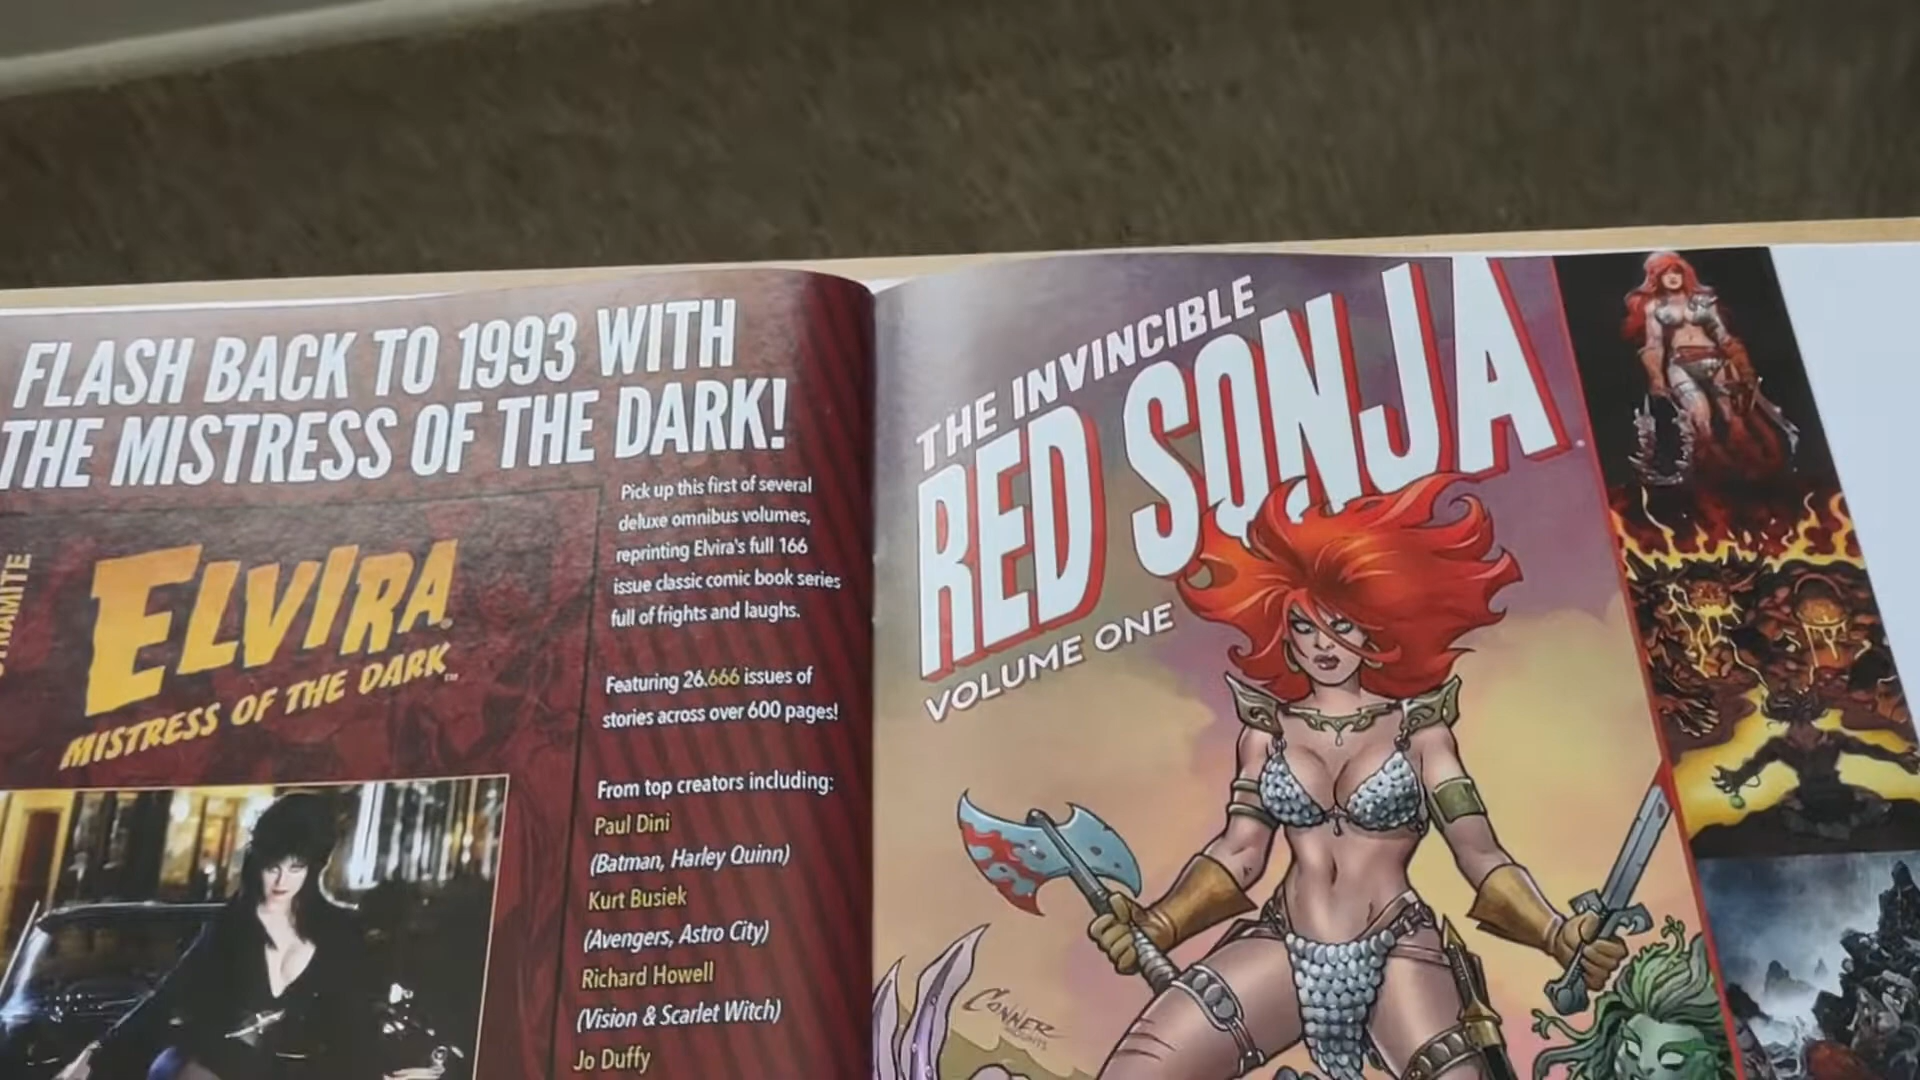 FLASH BACK TO 1993 WITH
THE MISTRESS OF THE DARK!
ELVIRA
MISTRESS OF THE DARK™
Pick up this first of several
deluxe omnibus volumes,
reprinting Elvira's full 166
issue classic comic book series
full of frights and laughs.
Featuring 26.666 issues of
stories across over 600 pages!
From top creators including:
Paul Dini
(Batman, Harley Quinn)
Kurt Busiek
(Avengers, Astro City)
Richard Howell
(Vision & Scarlet Witch)
Jo Duffy
THE INVINCIBLE
RED SONJA
VOLUME ONE
CONNER